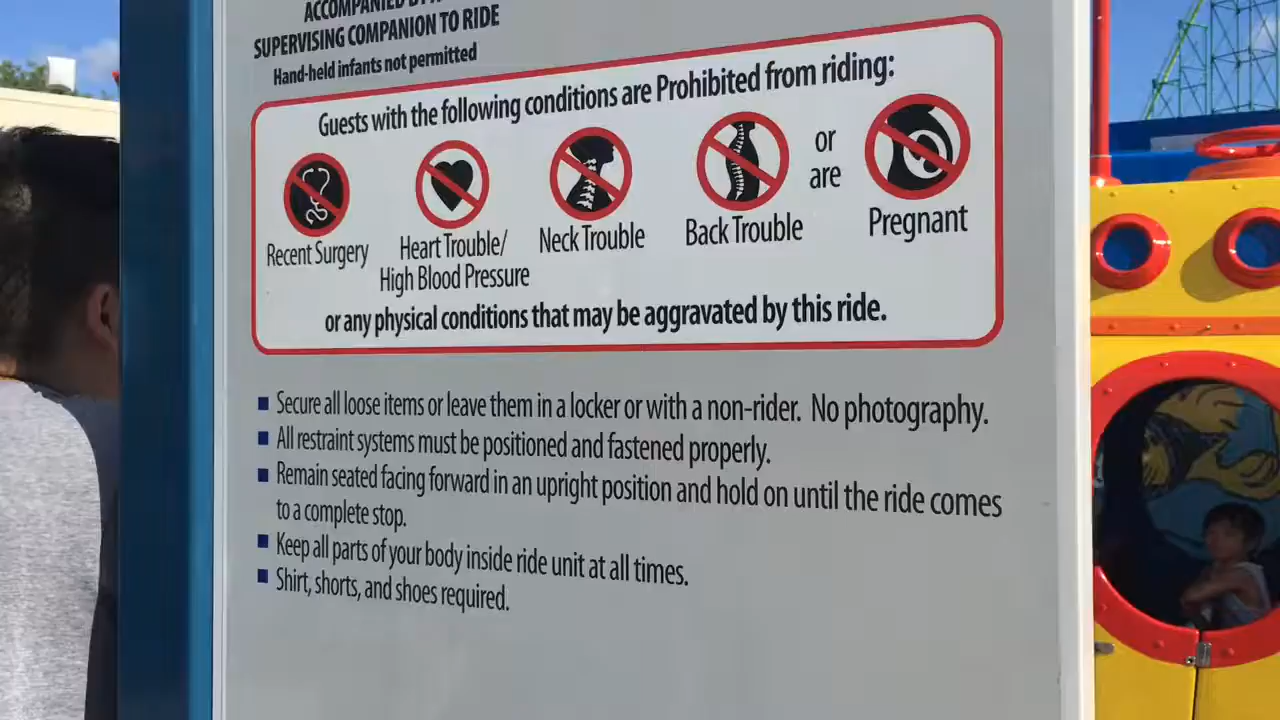 ACCOMPANIED BY A
SUPERVISING COMPANION TO RIDE
Hand-held infants not permitted
Guests with the following conditions are Prohibited from riding:
Recent Surgery
Heart Trouble/
High Blood Pressure
Neck Trouble
Back Trouble
or
are
Pregnant
or any physical conditions that may be aggravated by this ride.
Secure all loose items or leave them in a locker or with a non-rider. No photography.
All restraint systems must be positioned and fastened properly.
Remain seated facing forward in an upright position and hold on until the ride comes
to a complete stop.
Keep all parts of your body inside ride unit at all times.
Shirt, shorts, and shoes required.